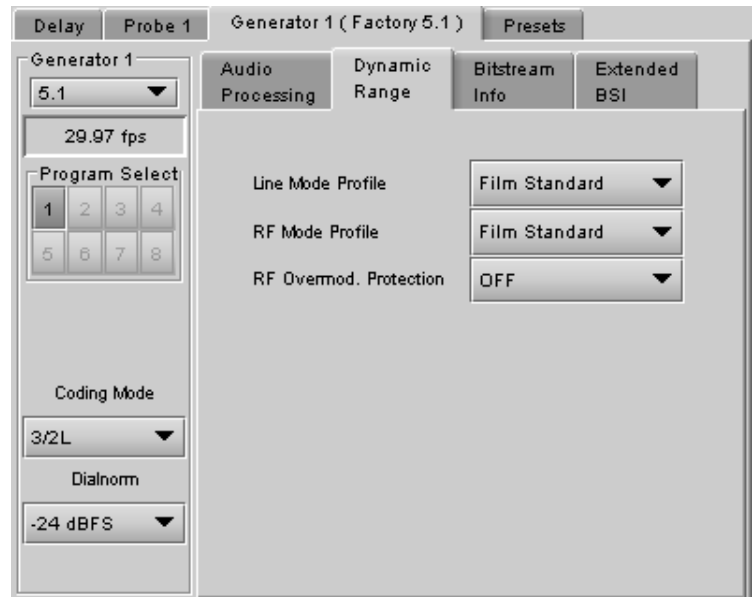 Delay
Probe 1
Generator 1 ( Factory 5.1 )
Presets
Generator 1
5.1
29.97 fps
Program Select
1 2 3 4
5 6 7 8
Coding Mode
3/2L
Dialnorm
-24 dBFS
Audio
Processing
Dynamic
Range
Bitstream
Info
Extended
BSI
Line Mode Profile
Film Standard
RF Mode Profile
Film Standard
RF Overmod. Protection
OFF